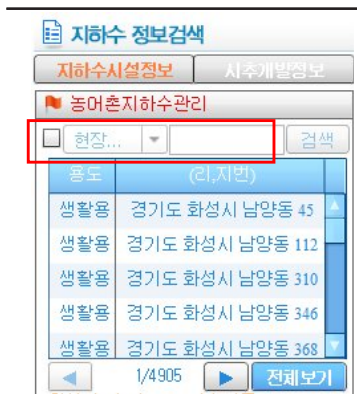 지하수 정보검색
지하수시설정보 시추개발정보
농어촌지하수관리
현장... 검색
용도 (리,지번)
생활용 경기도 화성시 남양동 45
생활용 경기도 화성시 남양동 112
생활용 경기도 화성시 남양동 310
생활용 경기도 화성시 남양동 346
생활용 경기도 화성시 남양동 368
1/4905 전체보기